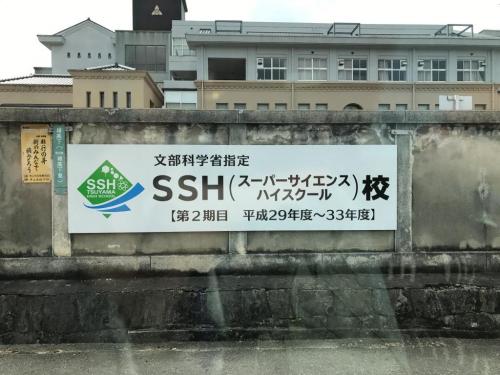 文部科学省指定
SSH(スーパーサイエンス
ハイスクール)校
【第2期目 平成29年度～33年度】
SSH
TSUYAMA
HIGH SCHOOL